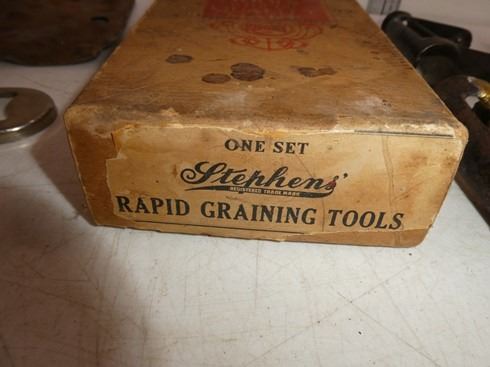 ONE SET
Stephens'
REGISTERED TRADE MARK
RAPID GRAINING TOOLS